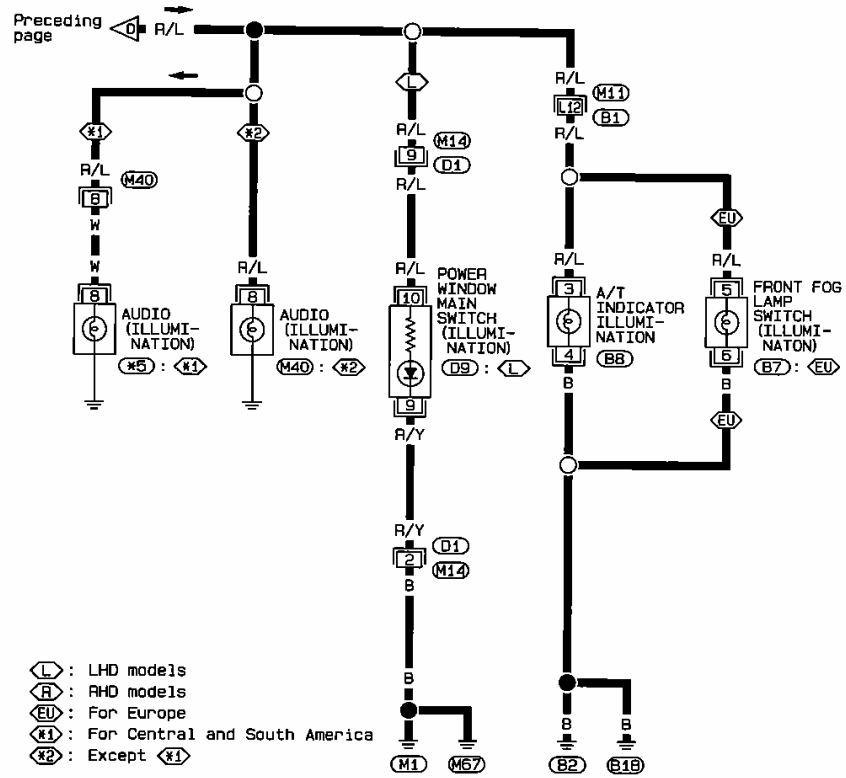 Preceding
page
D
R/L
*1
*2
L
R/L
M11
L12
B1
R/L
R/L
M14
9
D1
R/L
R/L
M40
8
W
W
EU
R/L
R/L
R/L
R/L
R/L
8
AUDIO
(ILLUMI-
NATION)
*5 : *1
8
AUDIO
(ILLUMI-
NATION)
M40 : *2
10
POWER
WINDOW
MAIN
SWITCH
(ILLUMI-
NATION)
D9 : L
9
R/Y
3
A/T
INDICATOR
ILLUMI-
NATION
4
B8
B
5
FRONT FOG
LAMP
SWITCH
(ILLUMI-
NATON)
6
B7 : EU
B
EU
R/Y
D1
2
M14
B
B
B
B
M1
M67
B2
B18
L : LHD models
R : RHD models
EU : For Europe
*1 : For Central and South America
*2 : Except *1